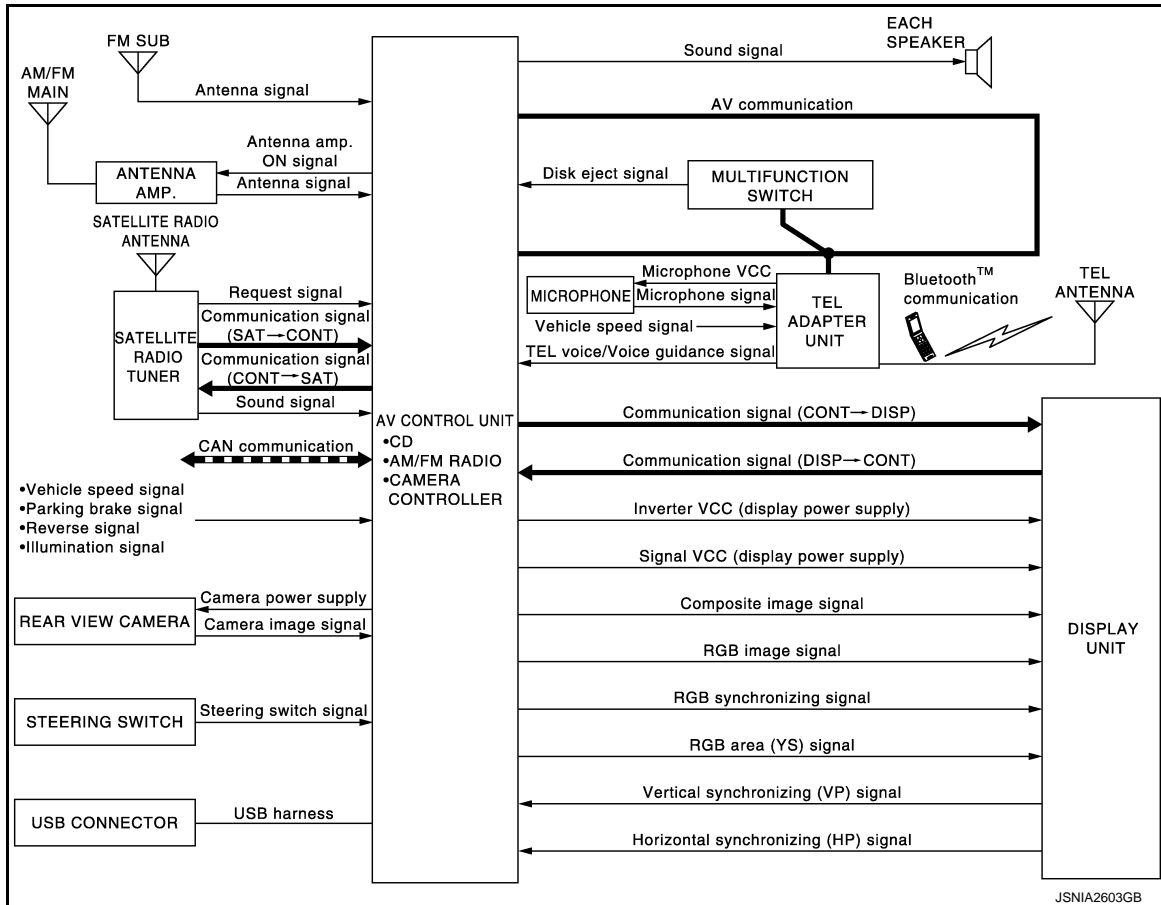 FM SUB
AM/FM
MAIN
Antenna signal
Antenna amp.
ON signal
ANTENNA
AMP.
Antenna signal
SATELLITE RADIO
ANTENNA
Request signal
Communication signal
(SAT→CONT)
SATELLITE
RADIO
TUNER
Communication signal
(CONT→SAT)
Sound signal
CAN communication
•Vehicle speed signal
•Parking brake signal
•Reverse signal
•Illumination signal
REAR VIEW CAMERA
Camera power supply
Camera image signal
STEERING SWITCH
Steering switch signal
USB CONNECTOR
USB harness
AV CONTROL UNIT
•CD
•AM/FM RADIO
•CAMERA
CONTROLLER
Sound signal
EACH
SPEAKER
AV communication
Disk eject signal
MULTIFUNCTION
SWITCH
Microphone VCC
MICROPHONE
Microphone signal
Vehicle speed signal
TEL voice/Voice guidance signal
TEL
ADAPTER
UNIT
Bluetooth™
communication
TEL
ANTENNA
Communication signal (CONT→DISP)
Communication signal (DISP→CONT)
Inverter VCC (display power supply)
Signal VCC (display power supply)
Composite image signal
RGB image signal
RGB synchronizing signal
RGB area (YS) signal
Vertical synchronizing (VP) signal
Horizontal synchronizing (HP) signal
DISPLAY
UNIT
JSNIA2603GB